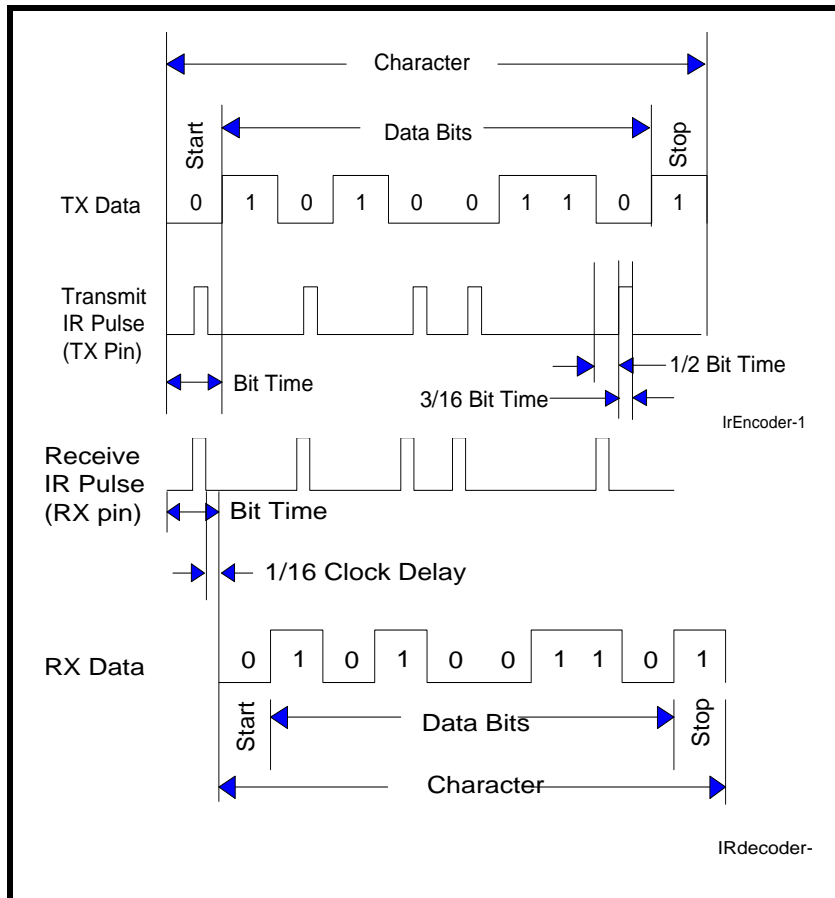 Character
Start
Data Bits
Stop
TX Data
0 1 0 1 0 0 1 1 0 1
Transmit
IR Pulse
(TX Pin)
Bit Time
1/2 Bit Time
3/16 Bit Time
IrEncoder-1
Receive
IR Pulse
(RX pin)
Bit Time
1/16 Clock Delay
RX Data
0 1 0 1 0 0 1 1 0 1
Start
Data Bits
Stop
Character
IRdecoder-